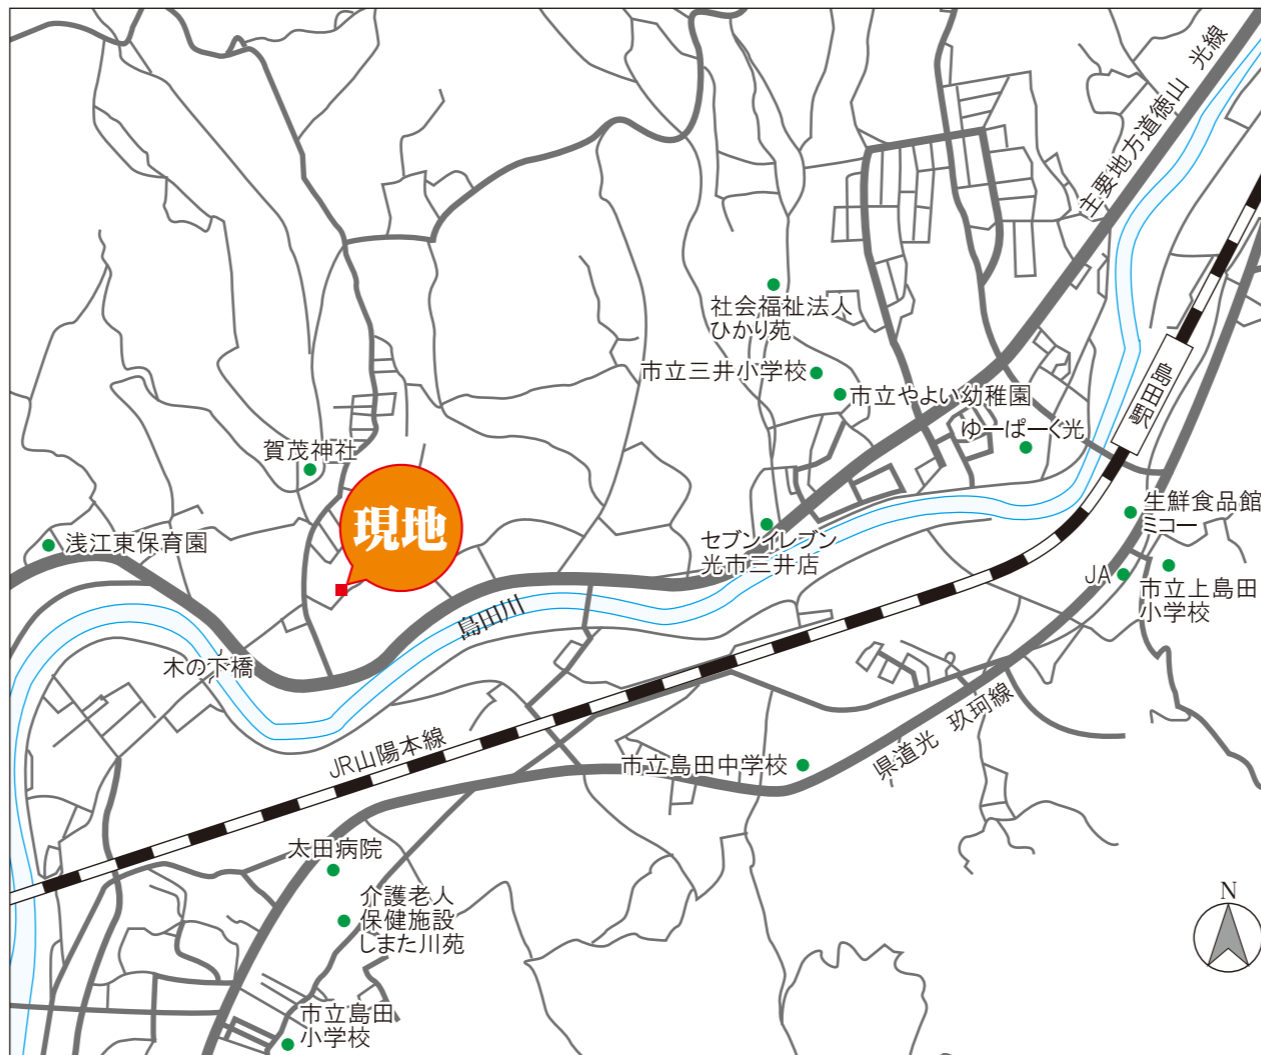 主要地方道徳山 光線
社会福祉法人
ひかり苑
市立三井小学校
市立やよい幼稚園
ゆーぱーく光
島田駅
賀茂神社
現地
浅江東保育園
セブンイレブン
光市三井店
生鮮食品館
ミコー
JA
市立上島田
小学校
島田川
木の下橋
JR山陽本線
県道光 玖珂線
市立島田中学校
太田病院
介護老人
保健施設
しまた川苑
N
市立島田
小学校